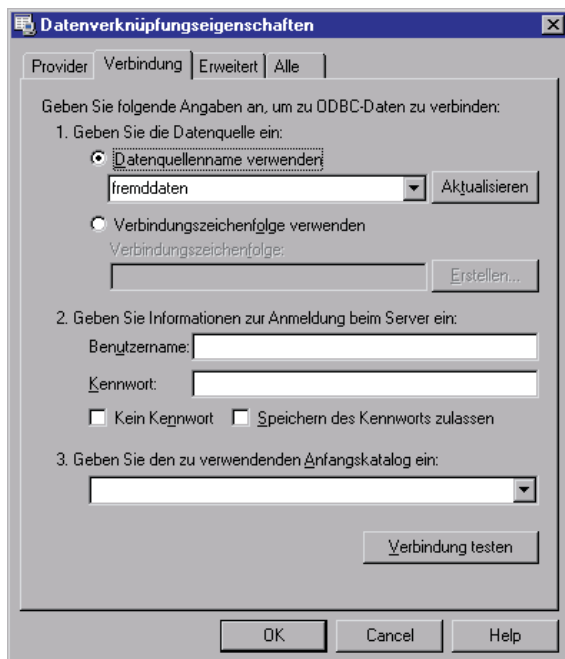 Datenverknüpfungseigenschaften
Provider Verbindung Erweitert Alle
Geben Sie folgende Angaben an, um zu ODBC-Daten zu verbinden:
1. Geben Sie die Datenquelle ein:
Datenquellenname verwenden
fremddaten Aktualisieren
Verbindungszeichenfolge verwenden
Verbindungszeichenfolge:
Erstellen...
2. Geben Sie Informationen zur Anmeldung beim Server ein:
Benutzername:
Kennwort:
Kein Kennwort Speichern des Kennworts zulassen
3. Geben Sie den zu verwendenden Anfangskatalog ein:
Verbindung testen
OK Cancel Help